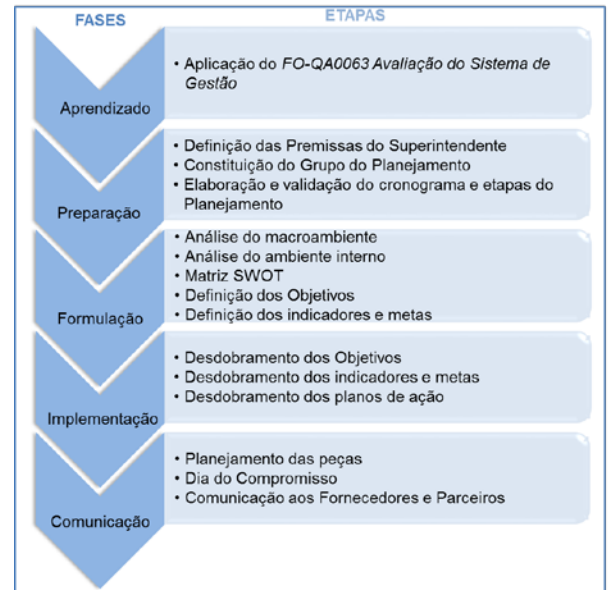 FASES
ETAPAS
Aprendizado
• Aplicação do FO-QA0063 Avaliação do Sistema de
Gestão
Preparação
• Definição das Premissas do Superintendente
• Constituição do Grupo do Planejamento
• Elaboração e validação do cronograma e etapas do
Planejamento
Formulação
• Análise do macroambiente
• Análise do ambiente interno
• Matriz SWOT
• Definição dos Objetivos
• Definição dos indicadores e metas
Implementação
• Desdobramento dos Objetivos
• Desdobramento dos indicadores e metas
• Desdobramento dos planos de ação
Comunicação
• Planejamento das peças
• Dia do Compromisso
• Comunicação aos Fornecedores e Parceiros